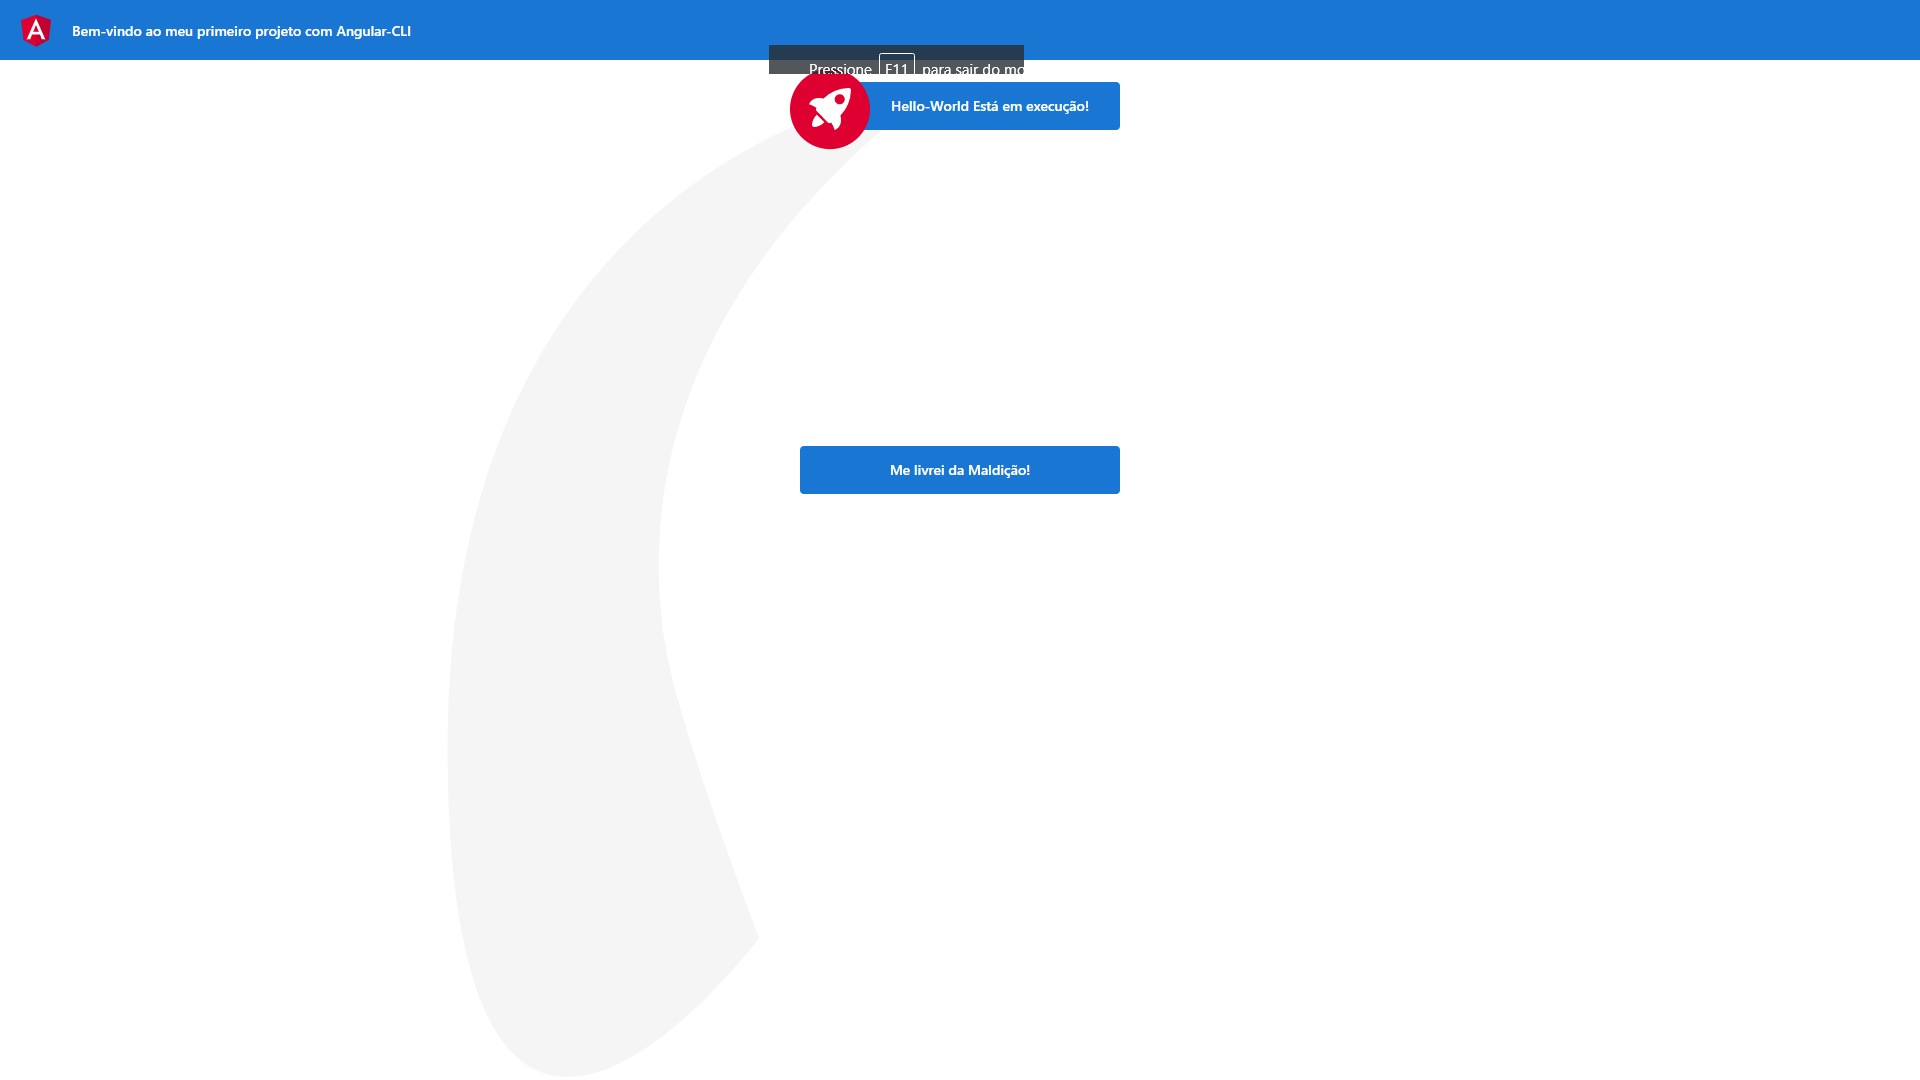 Bem-vindo ao meu primeiro projeto com Angular-CLI
Pressione F11 para sair do mo
Hello-World Está em execução!
Me livrei da Maldição!